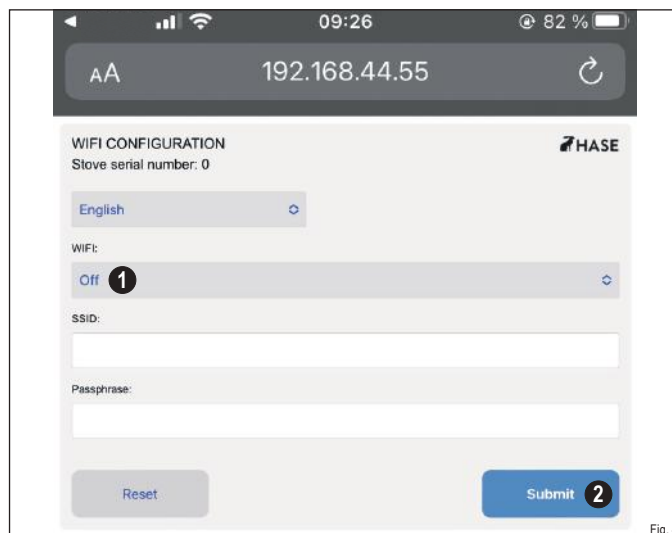 09:26 82 %
AA 192.168.44.55
WIFI CONFIGURATION HASE
Stove serial number: 0
English
WIFI:
Off 1
SSID:
Passphrase:
Reset Submit 2
Fig.